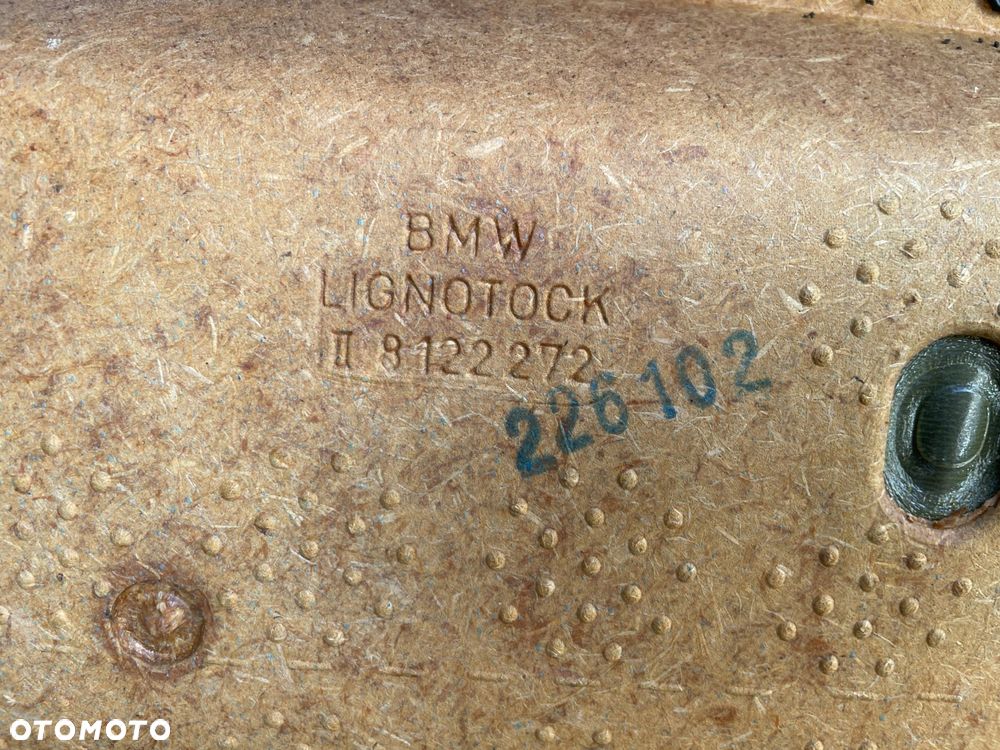 BMW
LIGNOTOCK
II 8122272
226102
OTOMOTO